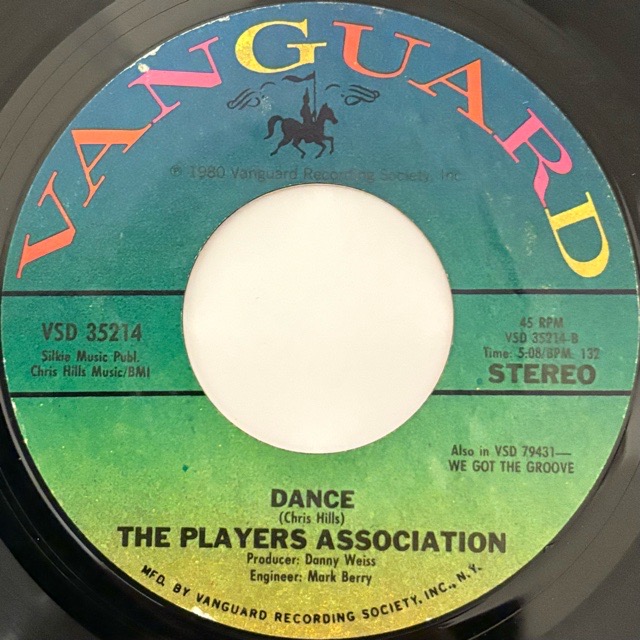 VANGUARD
℗ 1980 Vanguard Recording Society, Inc.
VSD 35214
Silkie Music Publ.
Chris Hills Music/BMI
45 RPM
VSD 35214-B
Time: 5:08/BPM: 132
STEREO
Also in VSD 79431—
WE GOT THE GROOVE
DANCE
(Chris Hills)
THE PLAYERS ASSOCIATION
Producer: Danny Weiss
Engineer: Mark Berry
MFG. BY VANGUARD RECORDING SOCIETY, INC., N.Y.